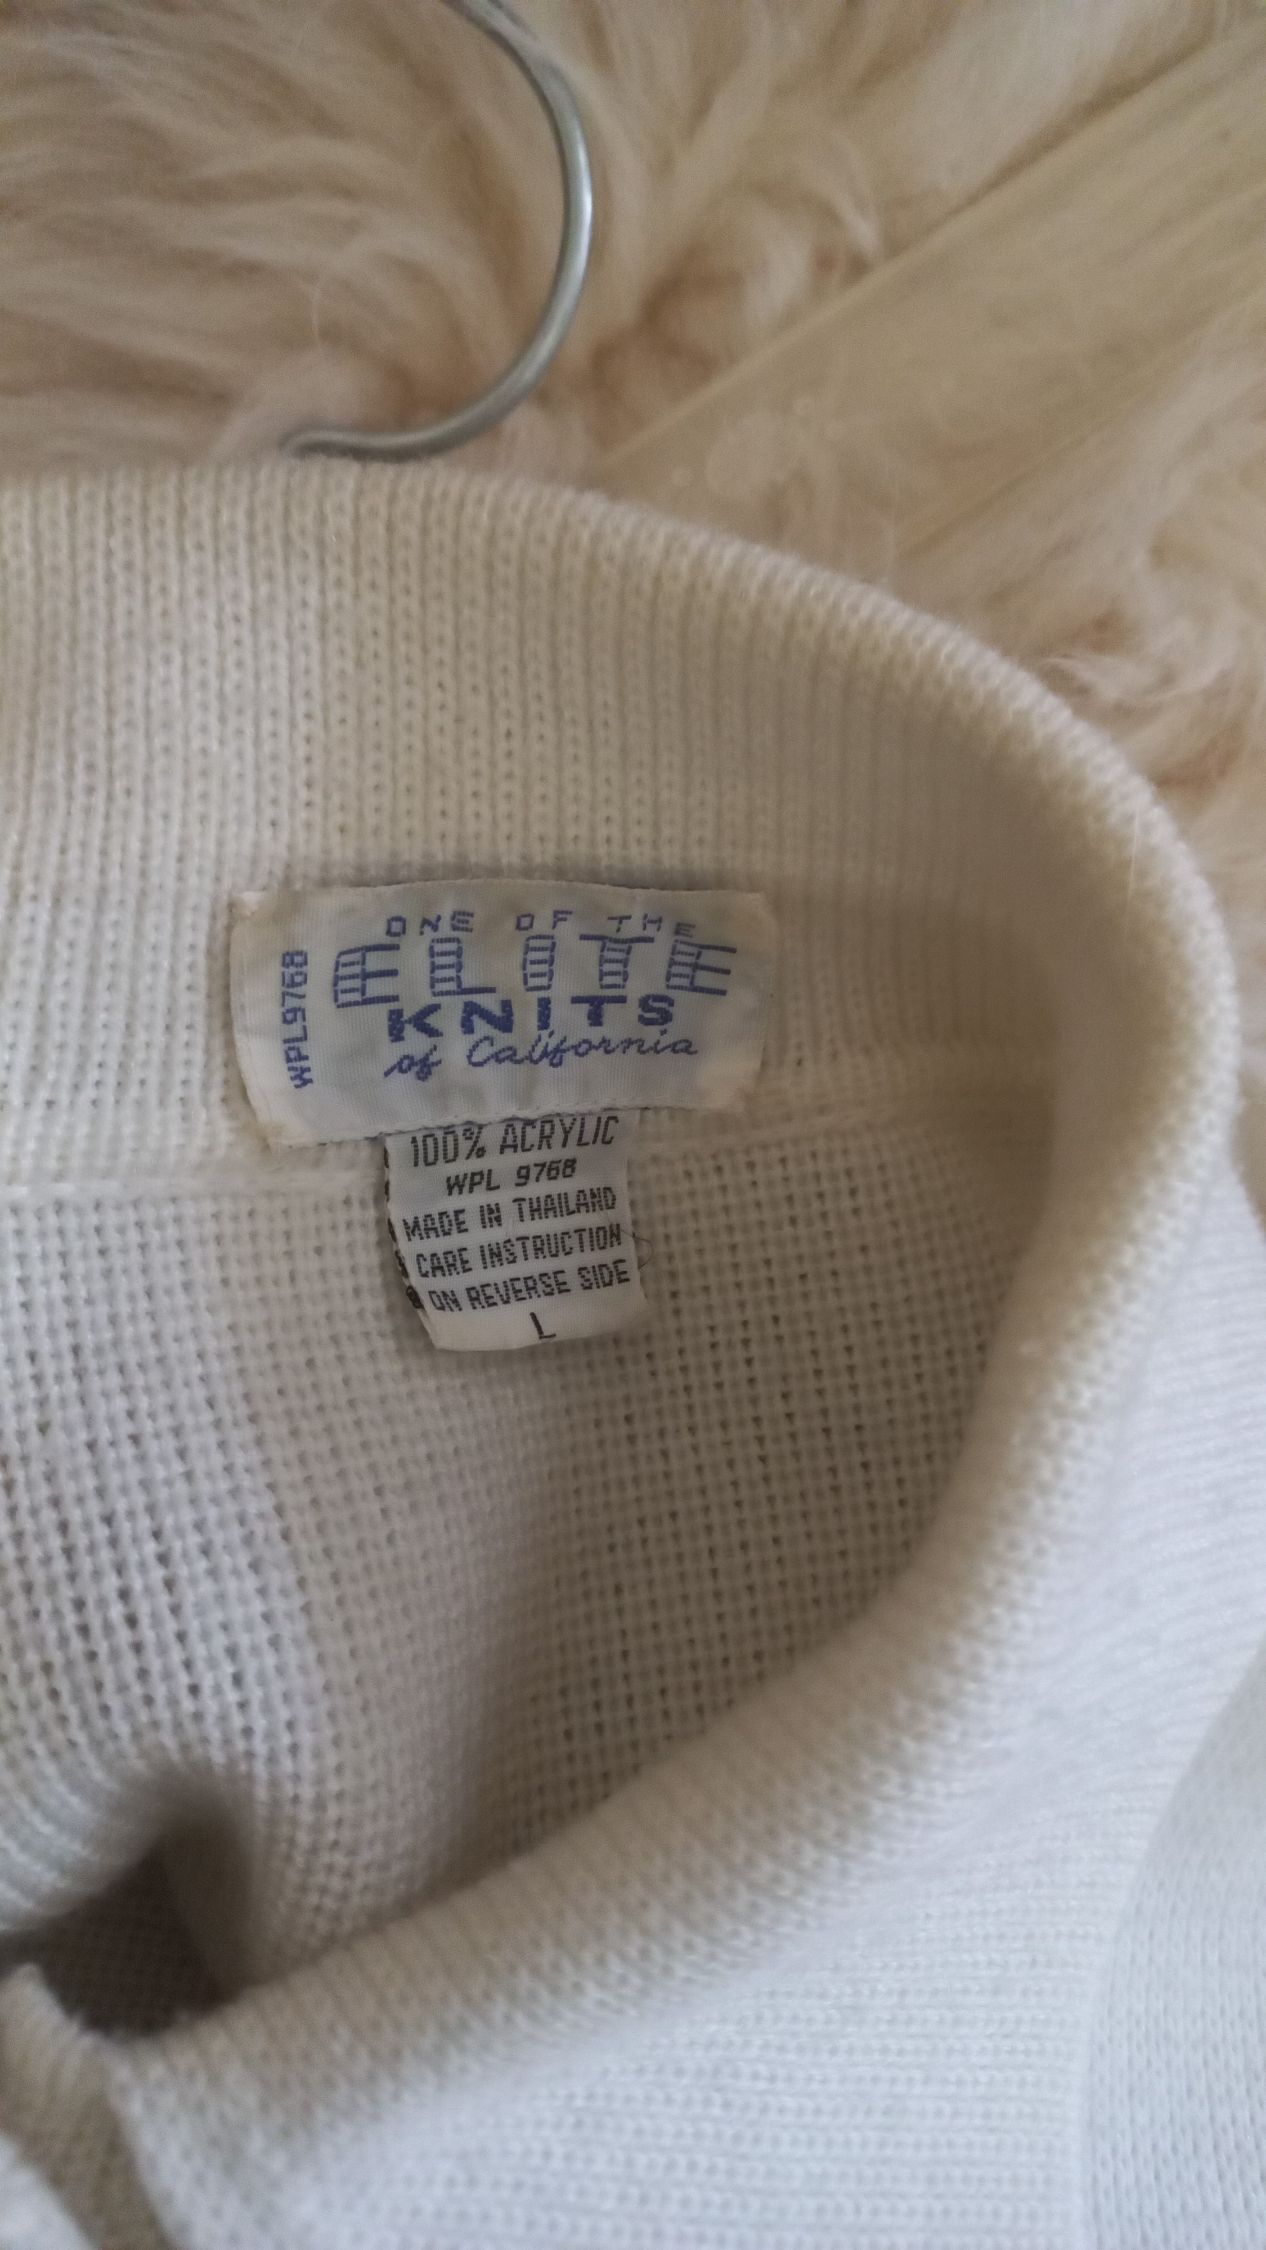 WPL9768
ONE OF THE
ELITE
KNITS
of California
100% ACRYLIC
WPL 9768
MADE IN THAILAND
CARE INSTRUCTION
ON REVERSE SIDE
L